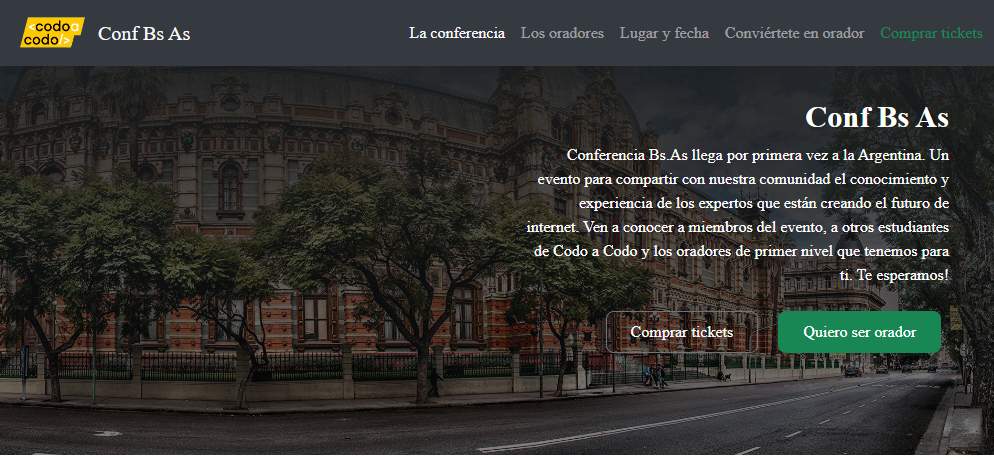 <codoa
codo/>
Conf Bs As
La conferencia
Los oradores
Lugar y fecha
Conviértete en orador
Comprar tickets
Conf Bs As
Conferencia Bs.As llega por primera vez a la Argentina. Un
evento para compartir con nuestra comunidad el conocimiento y
experiencia de los expertos que están creando el futuro de
internet. Ven a conocer a miembros del evento, a otros estudiantes
de Codo a Codo y los oradores de primer nivel que tenemos para
ti. Te esperamos!
Comprar tickets
Quiero ser orador